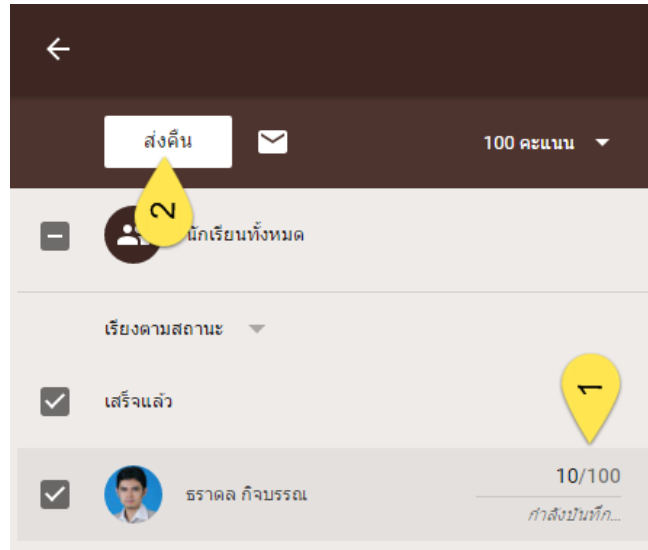 ส่งคืน
100 คะแนน
2
นักเรียนทั้งหมด
เรียงตามสถานะ
เสร็จแล้ว
1
ธราดล กิจบรรณ
10/100
กำลังบันทึก...